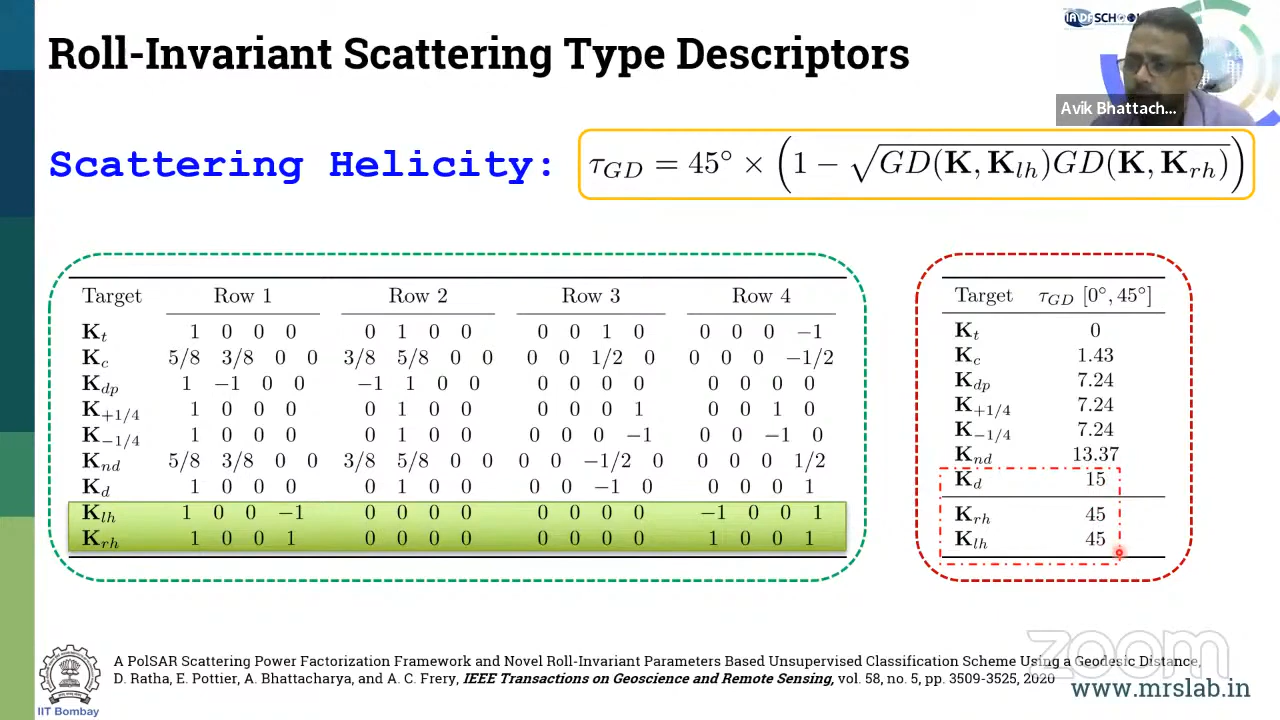 IADF SCHOOL
Roll-Invariant Scattering Type Descriptors
Avik Bhattach...
Scattering Helicity: τ_GD = 45° × (1 − √(GD(K, K_lh)GD(K, K_rh)))
Target Row 1 Row 2 Row 3 Row 4
K_t 1 0 0 0 0 1 0 0 0 0 1 0 0 0 0 −1
K_c 5/8 3/8 0 0 3/8 5/8 0 0 0 0 1/2 0 0 0 0 −1/2
K_dp 1 −1 0 0 −1 1 0 0 0 0 0 0 0 0 0 0
K_+1/4 1 0 0 0 0 1 0 0 0 0 0 1 0 0 1 0
K_−1/4 1 0 0 0 0 1 0 0 0 0 0 −1 0 0 −1 0
K_nd 5/8 3/8 0 0 3/8 5/8 0 0 0 0 −1/2 0 0 0 0 1/2
K_d 1 0 0 0 0 1 0 0 0 0 −1 0 0 0 0 1
K_lh 1 0 0 −1 0 0 0 0 0 0 0 0 −1 0 0 1
K_rh 1 0 0 1 0 0 0 0 0 0 0 0 1 0 0 1
Target τ_GD [0°, 45°]
K_t 0
K_c 1.43
K_dp 7.24
K_+1/4 7.24
K_−1/4 7.24
K_nd 13.37
K_d 15
K_rh 45
K_lh 45
zoom
A PolSAR Scattering Power Factorization Framework and Novel Roll-Invariant Parameters Based Unsupervised Classification Scheme Using a Geodesic Distance,
D. Ratha, E. Pottier, A. Bhattacharya, and A. C. Frery, IEEE Transactions on Geoscience and Remote Sensing, vol. 58, no. 5, pp. 3509-3525, 2020
www.mrslab.in
IIT Bombay